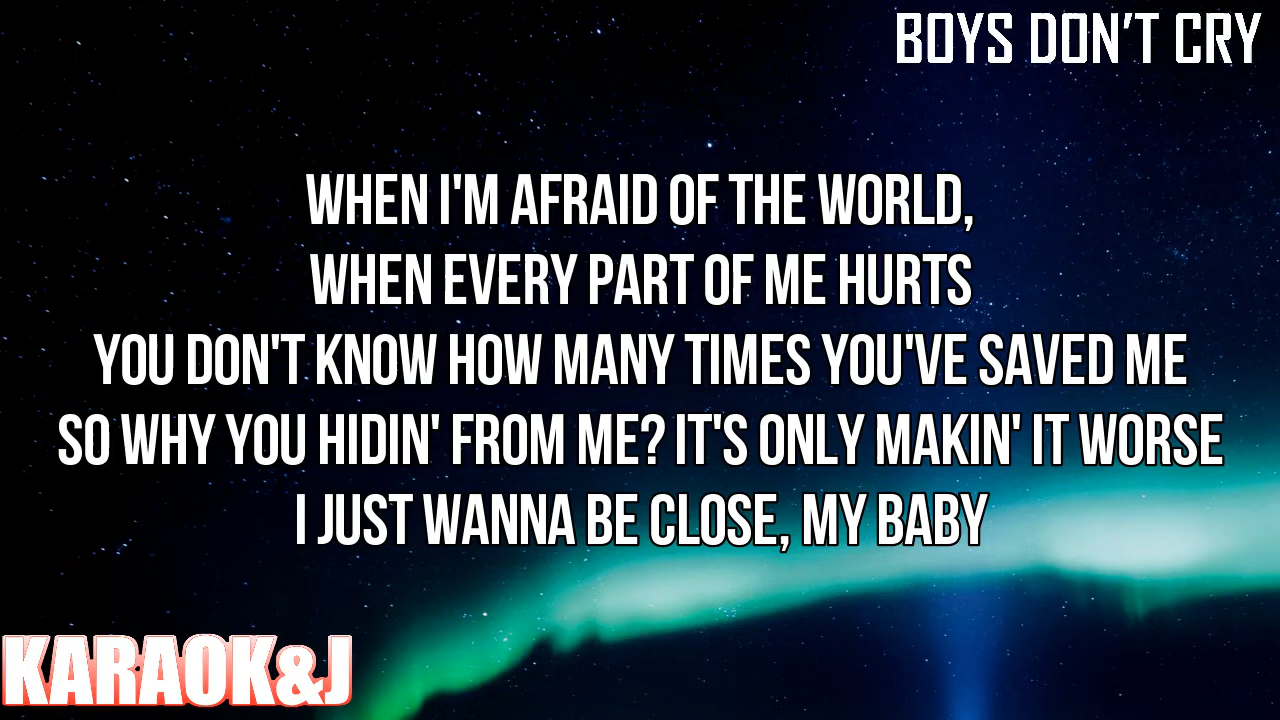 BOYS DON'T CRY
WHEN I'M AFRAID OF THE WORLD,
WHEN EVERY PART OF ME HURTS
YOU DON'T KNOW HOW MANY TIMES YOU'VE SAVED ME
SO WHY YOU HIDIN' FROM ME? IT'S ONLY MAKIN' IT WORSE
I JUST WANNA BE CLOSE, MY BABY
KARAOK&J